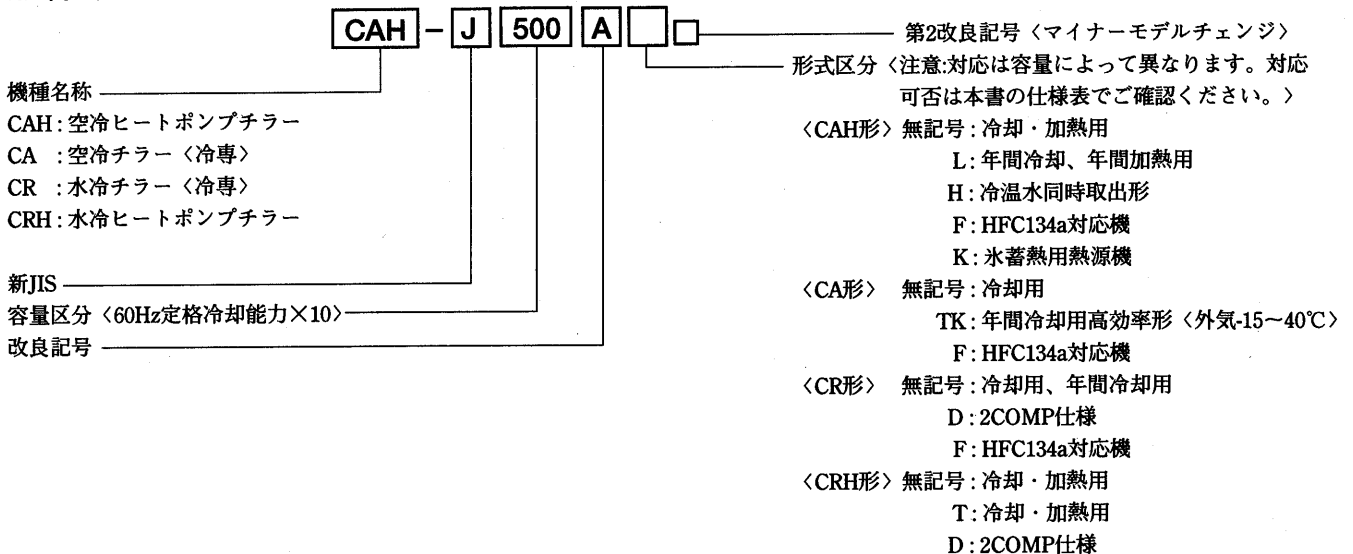 CAH － J 500 A
第2改良記号〈マイナーモデルチェンジ〉
形式区分〈注意:対応は容量によって異なります。対応
可否は本書の仕様表でご確認ください。〉
機種名称
CAH : 空冷ヒートポンプチラー
CA : 空冷チラー〈冷専〉
CR : 水冷チラー〈冷専〉
CRH : 水冷ヒートポンプチラー
新JIS
容量区分〈60Hz定格冷却能力×10〉
改良記号
〈CAH形〉無記号 : 冷却・加熱用
L : 年間冷却、年間加熱用
H : 冷温水同時取出形
F : HFC134a対応機
K : 氷蓄熱用熱源機
〈CA形〉 無記号 : 冷却用
TK : 年間冷却用高効率形〈外気-15～40℃〉
F : HFC134a対応機
〈CR形〉 無記号 : 冷却用、年間冷却用
D : 2COMP仕様
F : HFC134a対応機
〈CRH形〉無記号 : 冷却・加熱用
T : 冷却・加熱用
D : 2COMP仕様